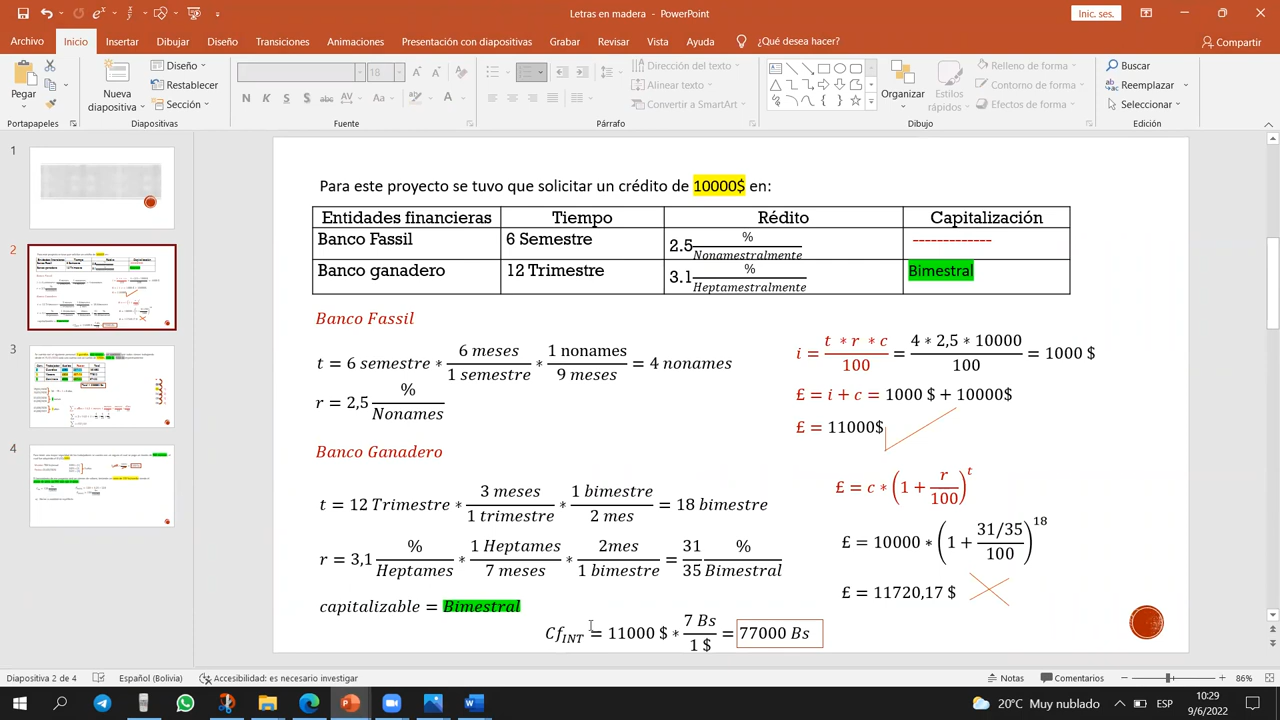 Letras en madera - PowerPoint
Inic. ses.
Archivo Inicio Insertar Dibujar Diseño Transiciones Animaciones Presentación con diapositivas Grabar Revisar Vista Ayuda ¿Qué desea hacer? Compartir
Pegar
Nueva diapositiva
Diseño
Restablecer
Sección
18
N K S S abc AV Aa A
Dirección del texto
Alinear texto
Convertir a SmartArt
Organizar
Estilos rápidos
Relleno de forma
Contorno de forma
Efectos de forma
Buscar
Reemplazar
Seleccionar
Portapapeles Diapositivas Fuente Párrafo Dibujo Edición
1
2
3
4
Para este proyecto se tuvo que solicitar un crédito de 10000$ en:
Entidades financieras Tiempo Rédito Capitalización
Banco Fassil 6 Semestre 2.5 %/Nonamestralmente -------------
Banco ganadero 12 Trimestre 3.1 %/Heptamestralmente Bimestral
Banco Fassil
t = 6 semestre * 6 meses/1 semestre * 1 nonames/9 meses = 4 nonames
r = 2,5 %/Nonames
i = t * r * c/100 = 4 * 2,5 * 10000/100 = 1000 $
£ = i + c = 1000 $ + 10000$
£ = 11000$
Banco Ganadero
t = 12 Trimestre * 3 meses/1 trimestre * 1 bimestre/2 mes = 18 bimestre
r = 3,1 %/Heptames * 1 Heptames/7 meses * 2mes/1 bimestre = 31/35 %/Bimestral
capitalizable = Bimestral
£ = c * (1 + r/100)^t
£ = 10000 * (1 + 31/35/100)^18
£ = 11720,17 $
Cf_INT = 11000 $ * 7 Bs/1 $ = 77000 Bs
Diapositiva 2 de 4 Español (Bolivia) Accesibilidad: es necesario investigar Notas Comentarios 86%
20°C Muy nublado ESP 10:29
9/6/2022